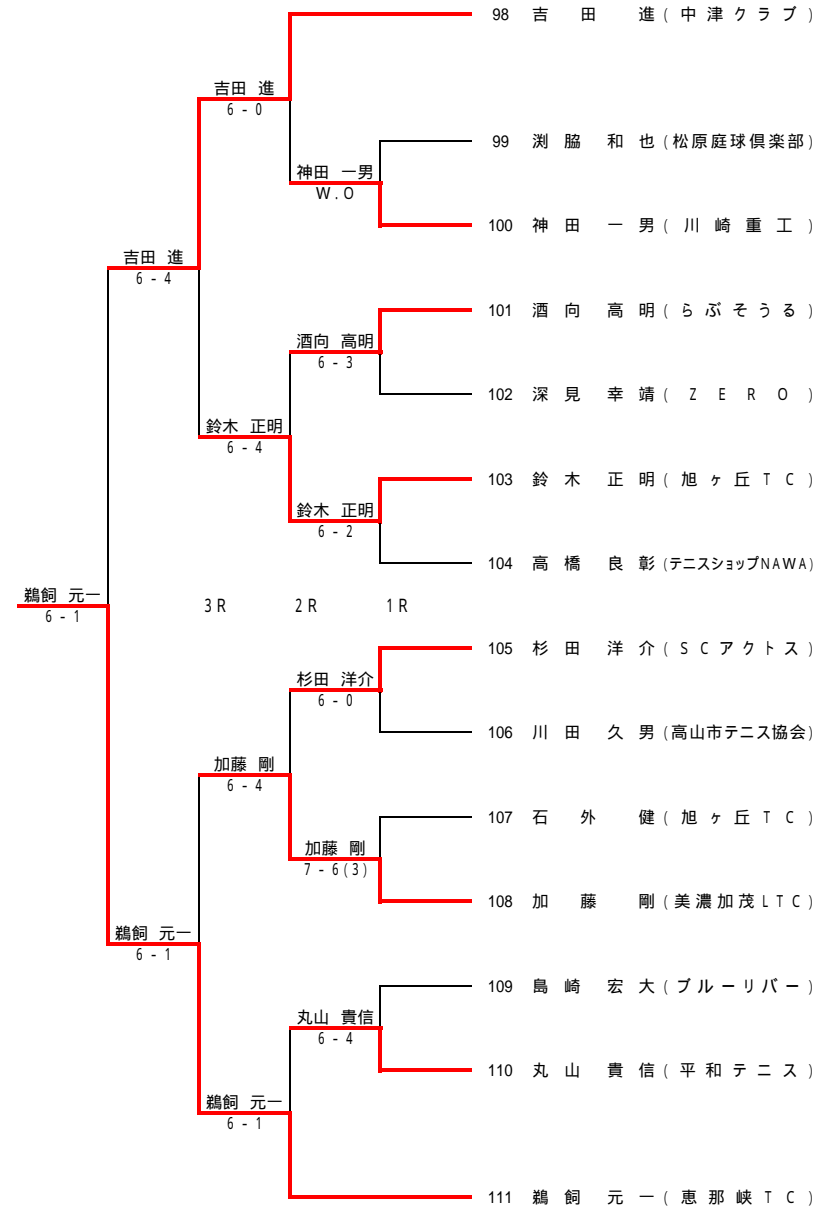 98 吉田 進 (中津クラブ)
吉田 進
6-0
99 渕脇 和也 (松原庭球倶楽部)
神田 一男
W.O
100 神田 一男 (川崎重工)
吉田 進
6-4
101 酒向 高明 (らぶそうる)
酒向 高明
6-3
102 深見 幸靖 (ZERO)
鈴木 正明
6-4
103 鈴木 正明 (旭ヶ丘TC)
鈴木 正明
6-2
104 高橋 良彰 (テニスショップNAWA)
鵜飼 元一
6-1
3R 2R 1R
105 杉田 洋介 (SCアクトス)
杉田 洋介
6-0
106 川田 久男 (高山市テニス協会)
加藤 剛
6-4
107 石外 健 (旭ヶ丘TC)
加藤 剛
7-6(3)
108 加藤 剛 (美濃加茂LTC)
鵜飼 元一
6-1
109 島崎 宏大 (ブルーリバー)
丸山 貴信
6-4
110 丸山 貴信 (平和テニス)
鵜飼 元一
6-1
111 鵜飼 元一 (恵那峡TC)